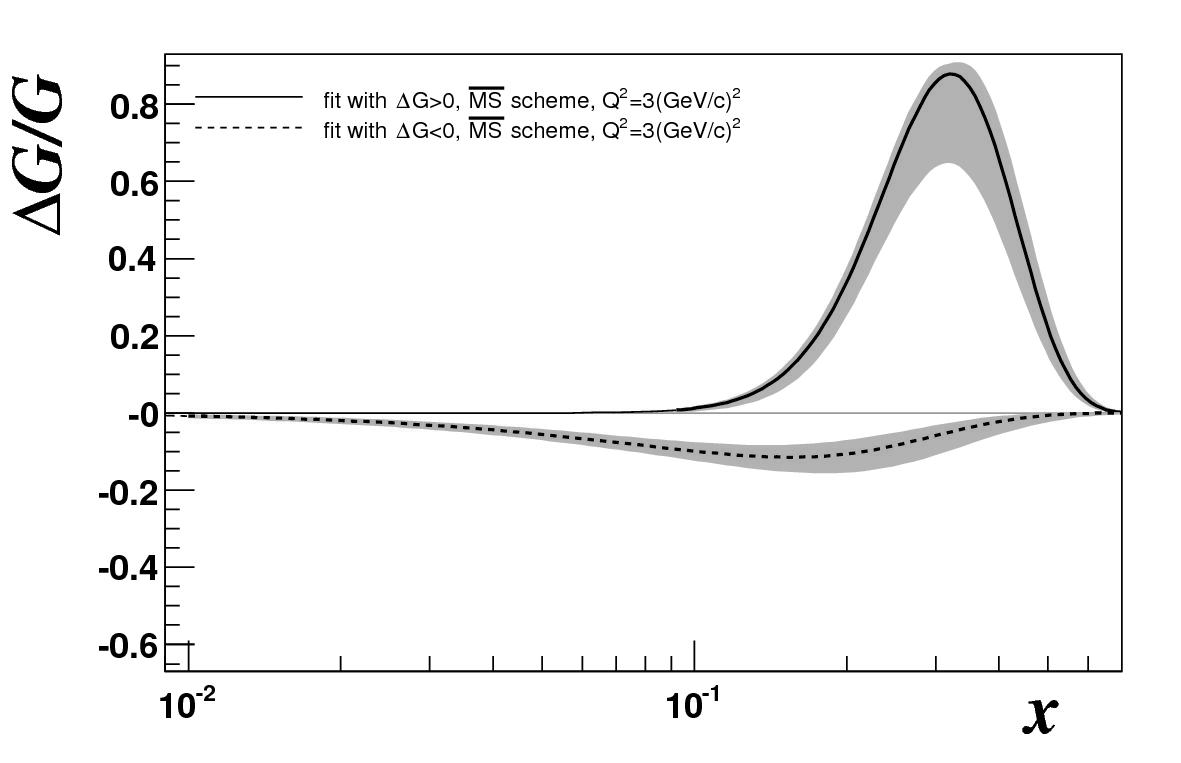 ΔG/G
fit with ΔG>0, M̅S̅ scheme, Q²=3(GeV/c)²
fit with ΔG<0, M̅S̅ scheme, Q²=3(GeV/c)²
0.8
0.6
0.4
0.2
-0
-0.2
-0.4
-0.6
10⁻²
10⁻¹
x